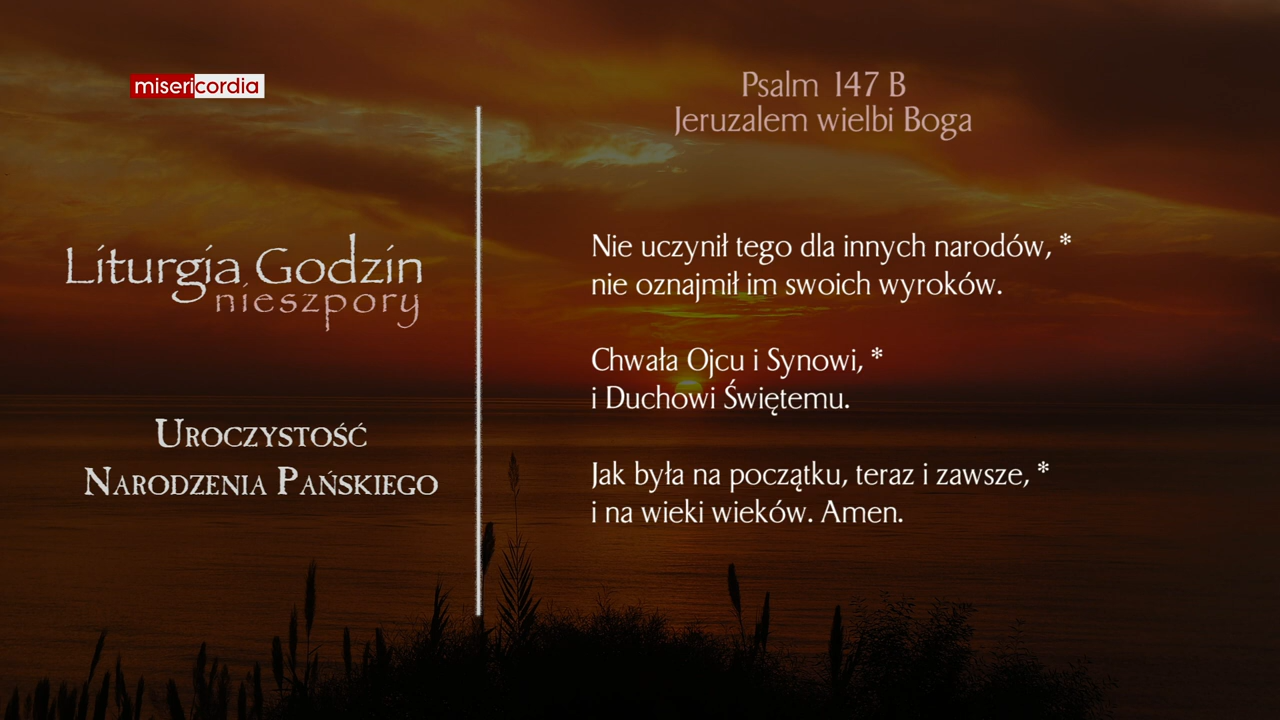 misericordia
Liturgia Godzin
nieszpory
Uroczystość
Narodzenia Pańskiego
Psalm 147 B
Jeruzalem wielbi Boga
Nie uczynił tego dla innych narodów, *
nie oznajmił im swoich wyroków.
Chwała Ojcu i Synowi, *
i Duchowi Świętemu.
Jak była na początku, teraz i zawsze, *
i na wieki wieków. Amen.